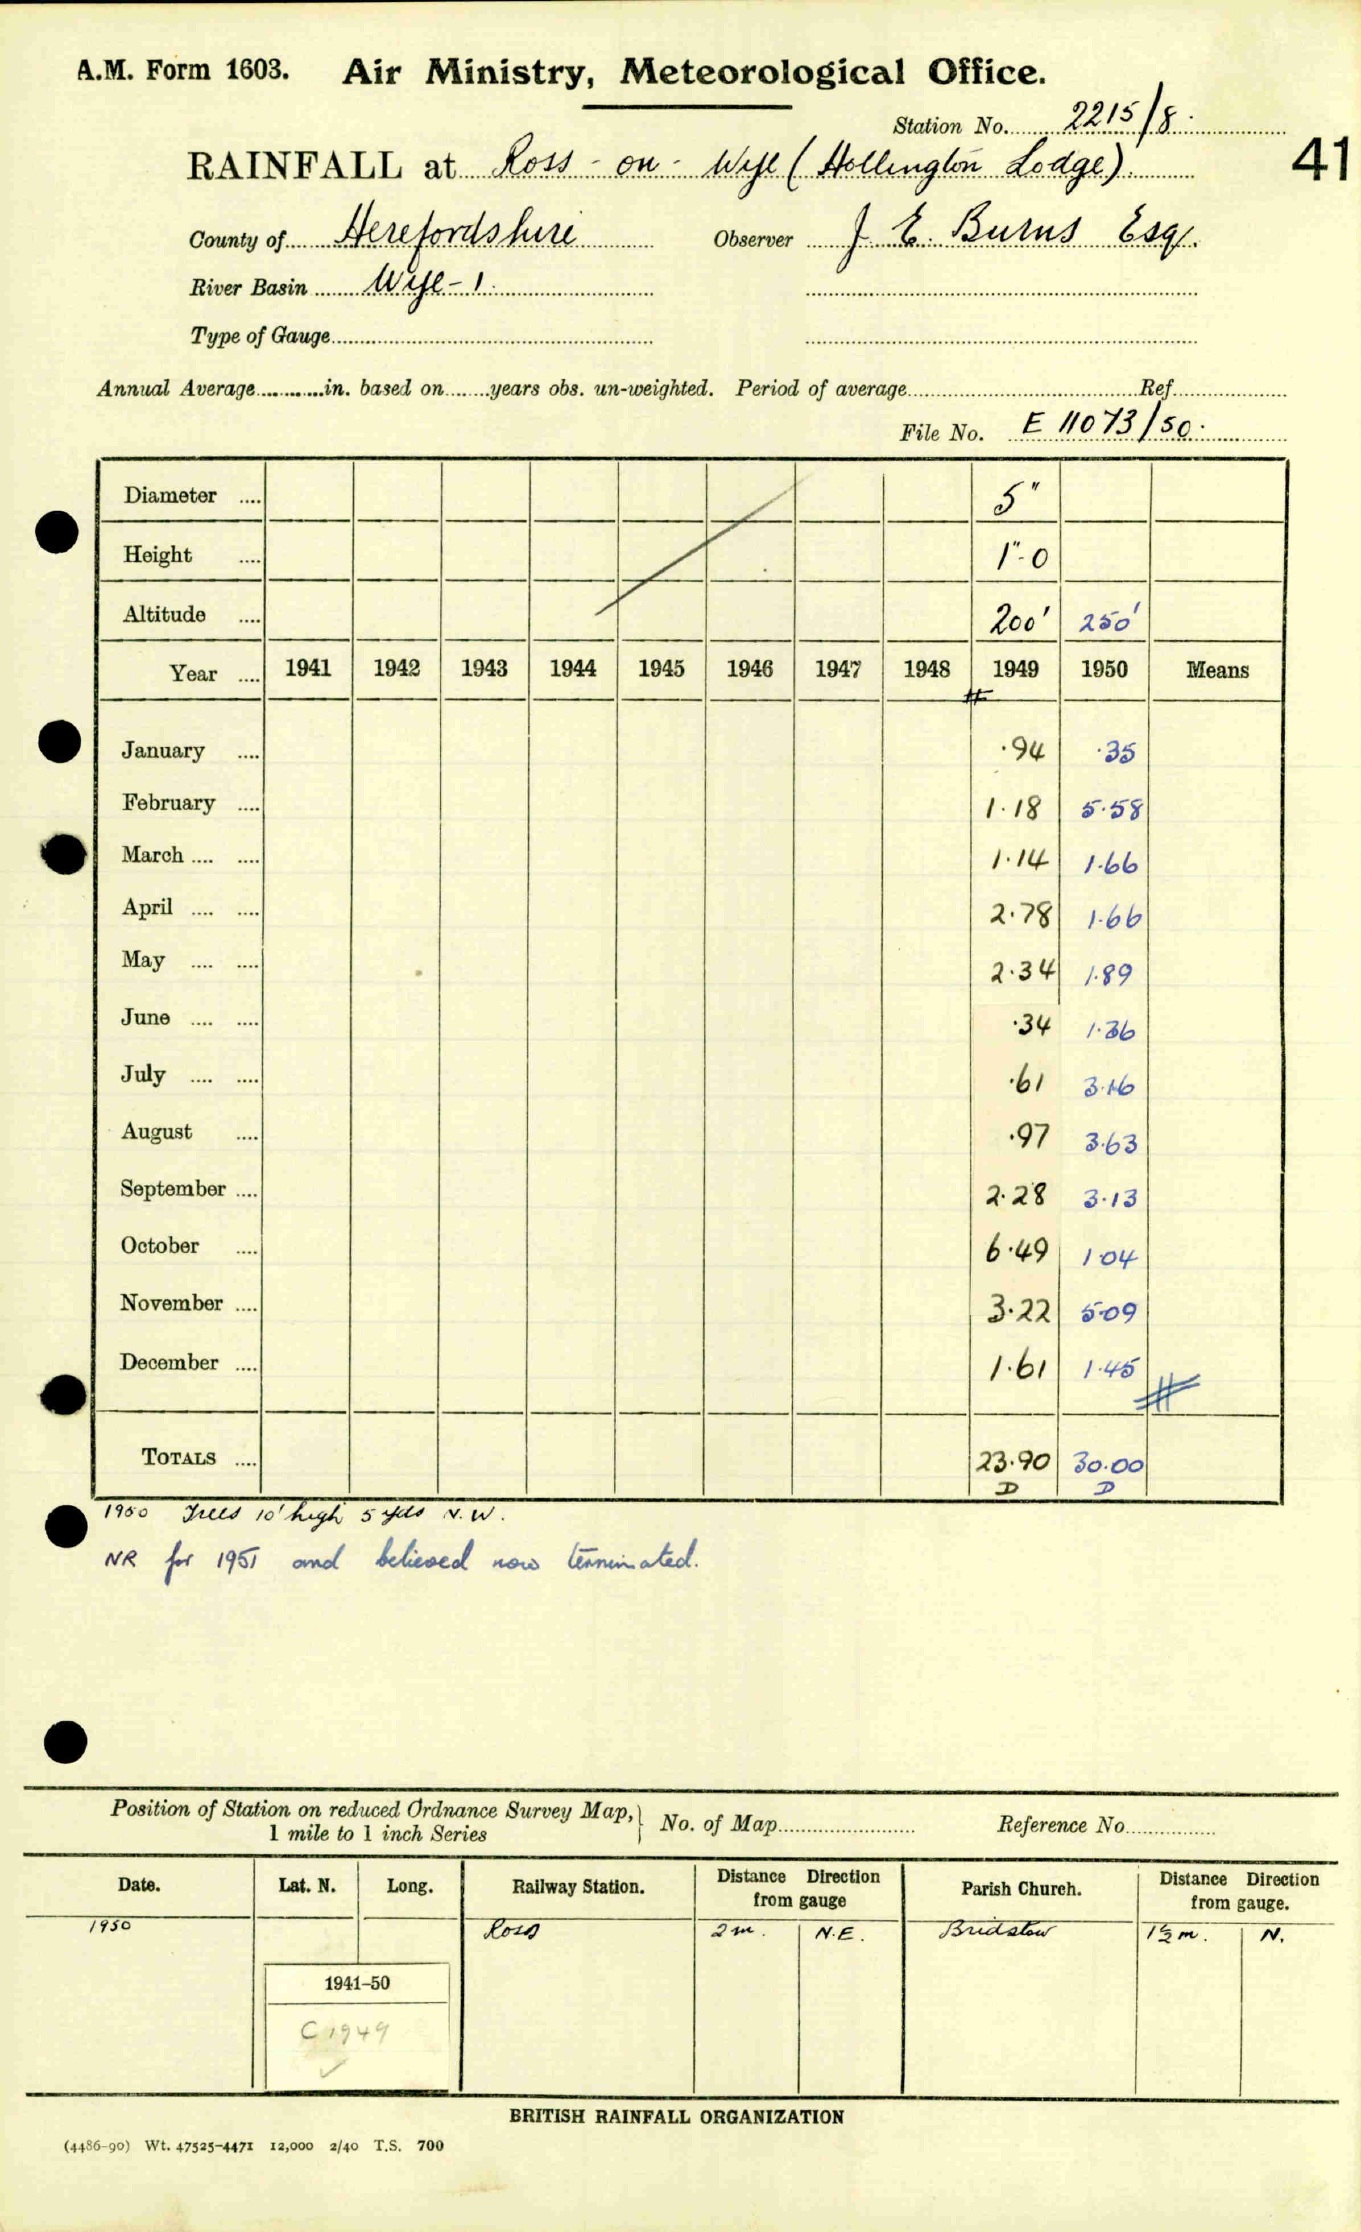 A.M. Form 1603. Air Ministry, Meteorological Office.
Station No. 2215/8.
41
RAINFALL at Ross - on - Wye (Hollington Lodge).
County of Herefordshire Observer J. E. Burns Esq.
River Basin Wye - 1.
Type of Gauge
Annual Average in. based on years obs. un-weighted. Period of average Ref.
File No. E 11073/50.
Diameter 5"
Height 1"-0
Altitude 200' 250'
Year 1941 1942 1943 1944 1945 1946 1947 1948 1949 1950 Means
January ·94 ·35
February 1·18 5·58
March 1·14 1·66
April 2·78 1·66
May 2·34 1·89
June ·34 1·36
July ·61 3·16
August ·97 3·63
September 2·28 3·13
October 6·49 1·04
November 3·22 5·09
December 1·61 1·45
TOTALS 23·90 30·00
D D
1950 Trees 10' high 5 yds N.W.
NR for 1951 and believed now terminated.
Position of Station on reduced Ordnance Survey Map, No. of Map Reference No.
1 mile to 1 inch Series
Date. Lat. N. Long. Railway Station. Distance Direction from gauge Parish Church. Distance Direction from gauge.
1950 Ross 2 m. N.E. Bridstow 1½ m. N.
1941–50
C 1949
BRITISH RAINFALL ORGANIZATION
(4486-90) Wt. 47525-4471 12,000 2/40 T.S. 700